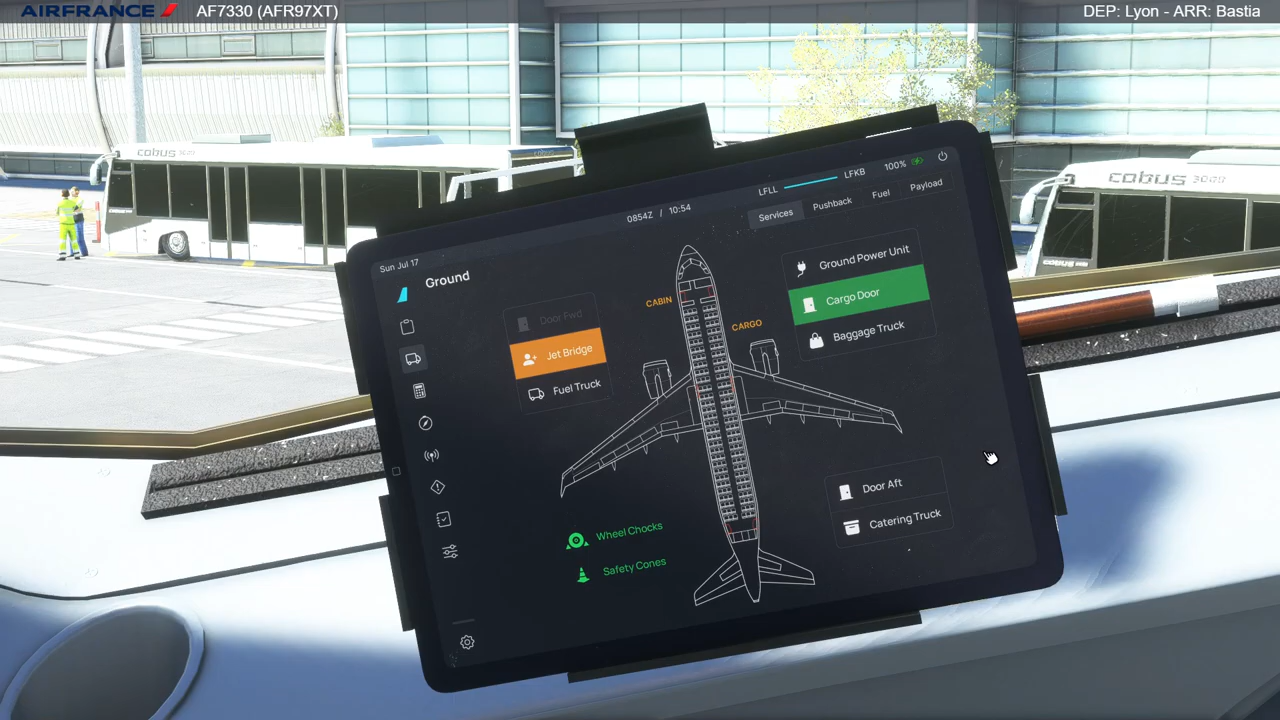 AIRFRANCE AF7330 (AFR97XT) DEP: Lyon - ARR: Bastia
cobus 3000
cobus 3000
cobus
LFLL LFKB 100%
0854Z / 10:54
Services Pushback Fuel Payload
Sun Jul 17
Ground
Door Fwd
Jet Bridge
Fuel Truck
CABIN
CARGO
Ground Power Unit
Cargo Door
Baggage Truck
Door Aft
Catering Truck
Wheel Chocks
Safety Cones